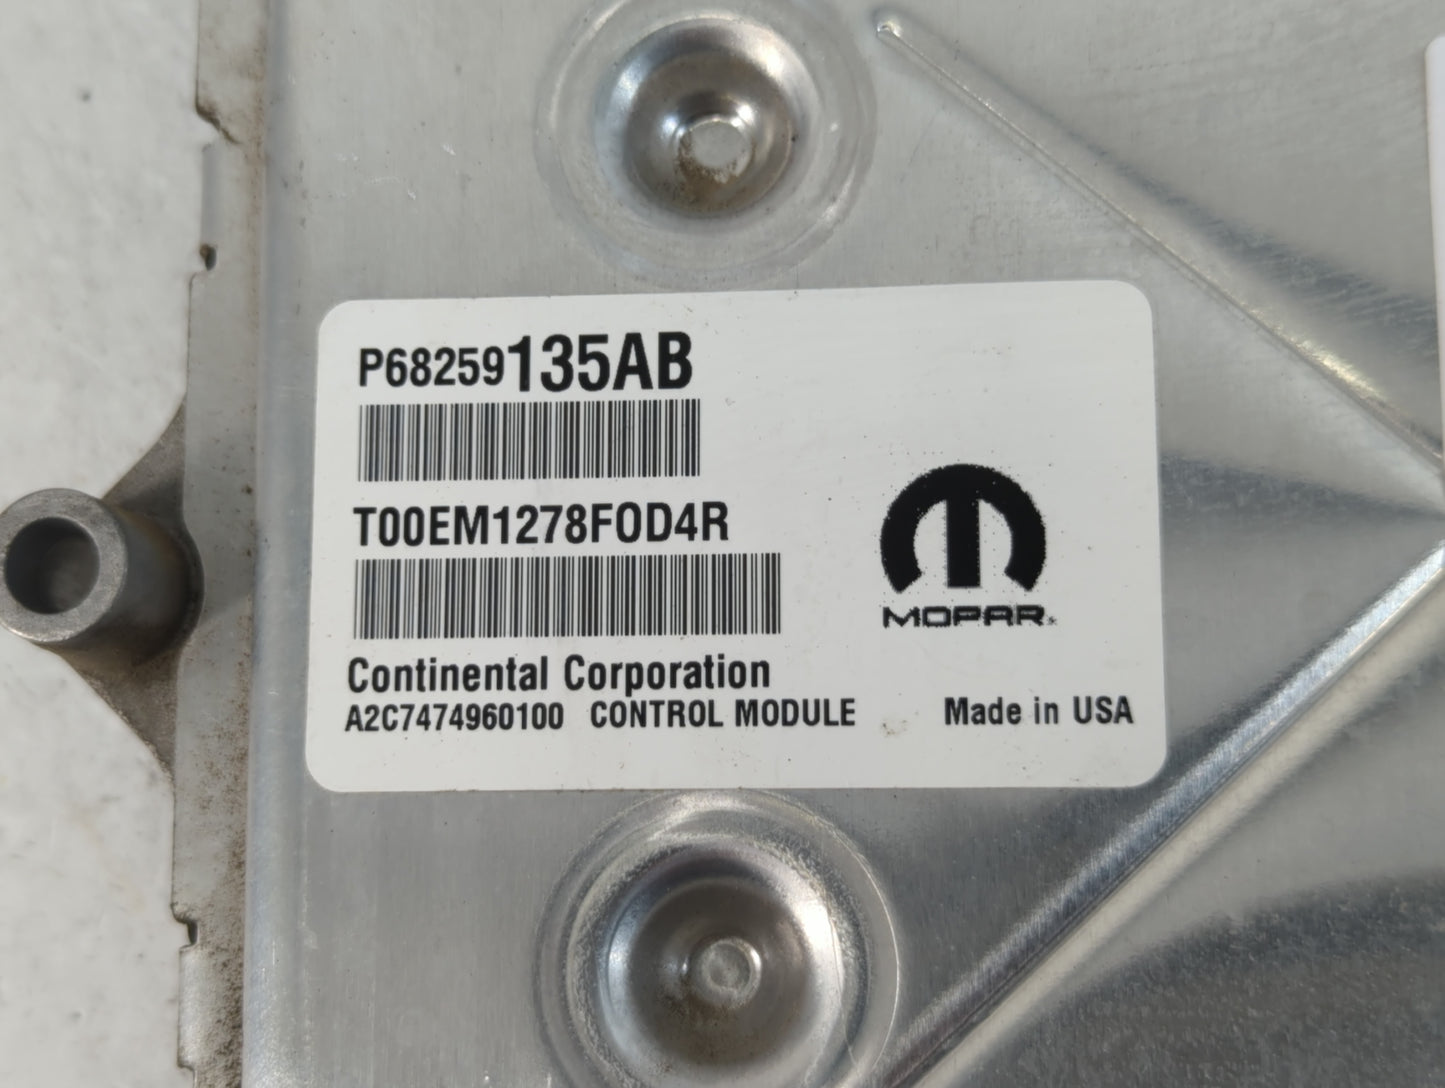 P68259135AB
T00EM1278F0D4R
MOPAR
Continental Corporation
A2C7474960100 CONTROL MODULE Made in USA